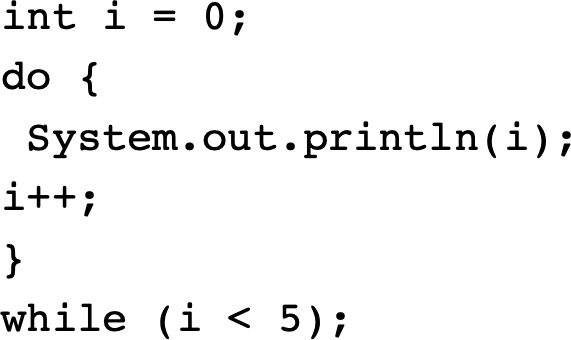 int i = 0;
do {
 System.out.println(i);
i++;
}
while (i < 5);